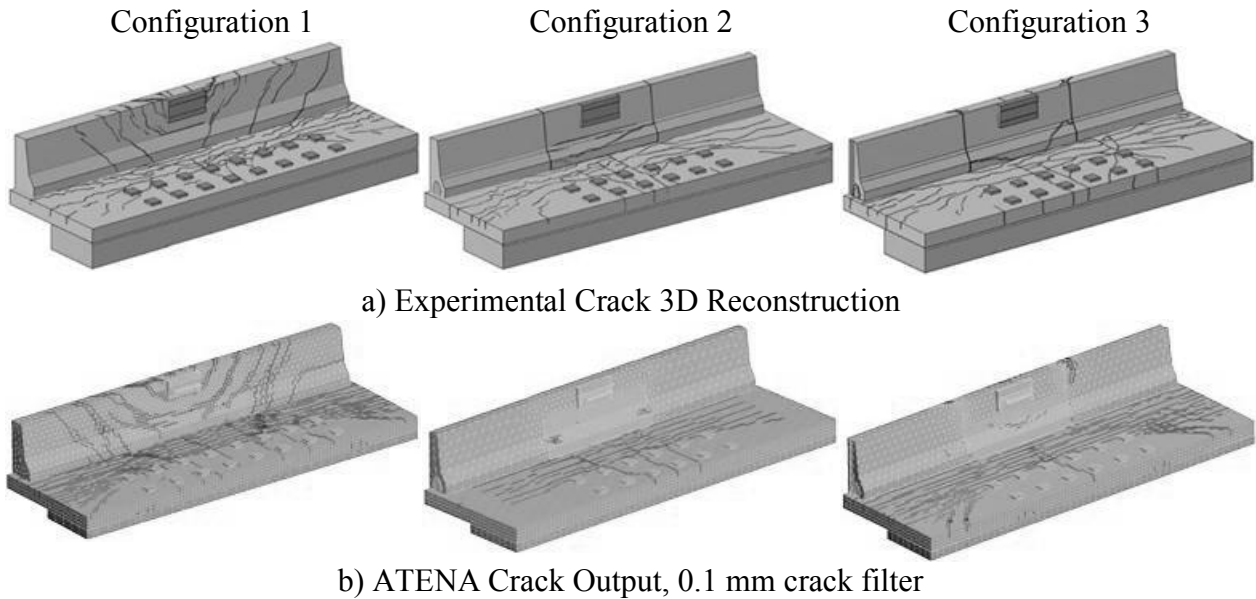 Configuration 1 Configuration 2 Configuration 3
a) Experimental Crack 3D Reconstruction
b) ATENA Crack Output, 0.1 mm crack filter